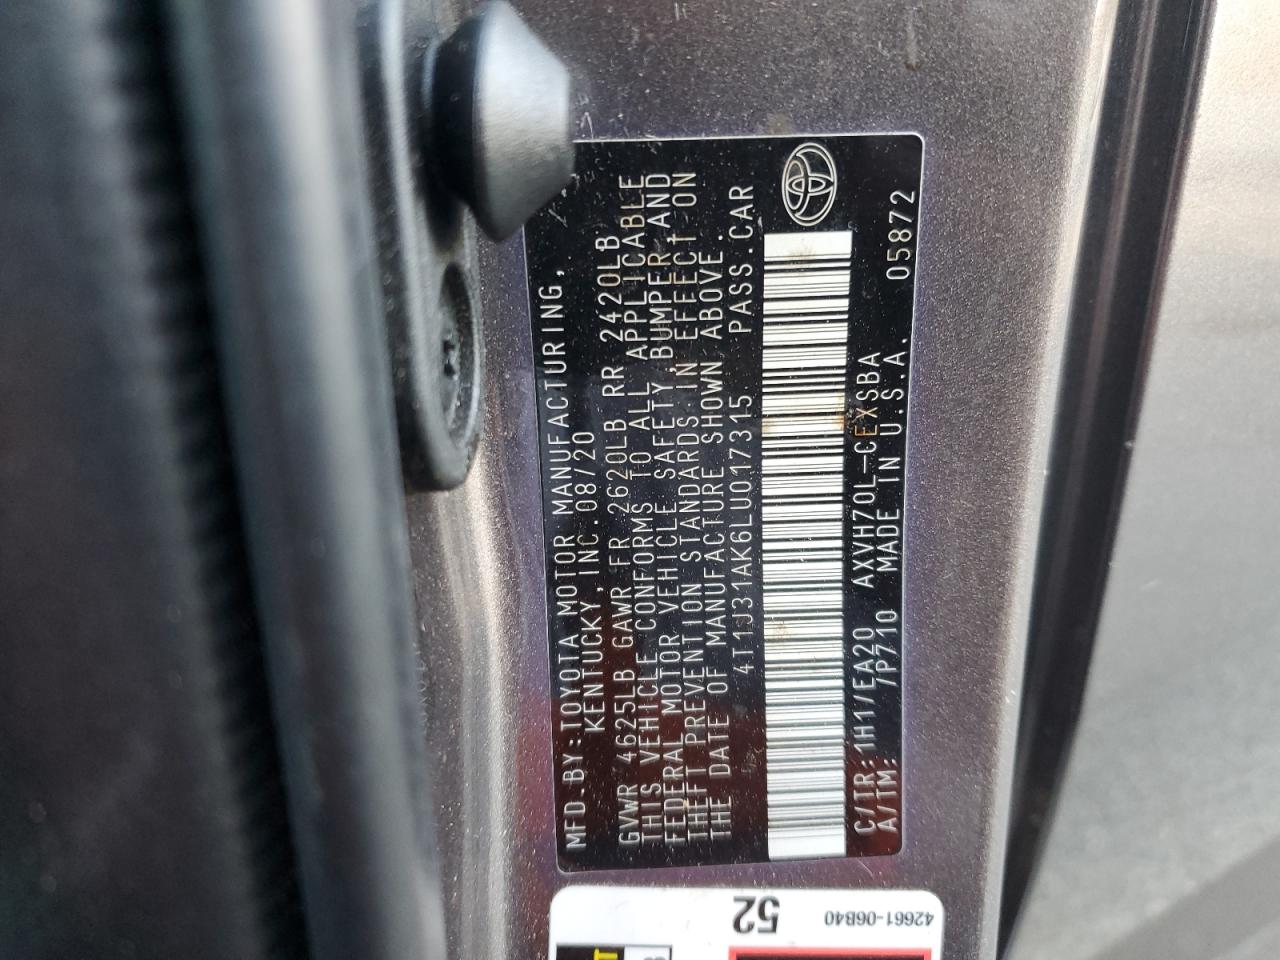 MFD.BY:TOYOTA MOTOR MANUFACTURING,
KENTUCKY, INC.08/20
GVWR 4625LB GAWR FR 2620LB RR 2420LB
THIS VEHICLE CONFORMS TO ALL APPLICABLE
FEDERAL MOTOR VEHICLE SAFETY,BUMPER,AND
THEFT PREVENTION STANDARDS IN EFFECT ON
THE DATE OF MANUFACTURE SHOWN ABOVE.
4T1J31AK6LU017315 PASS.CAR
C/TR:1H1/EA20 AXVH70L-CEXSBA
A/TM: /P710 MADE IN U.S.A. 05872
52
42661-06B40